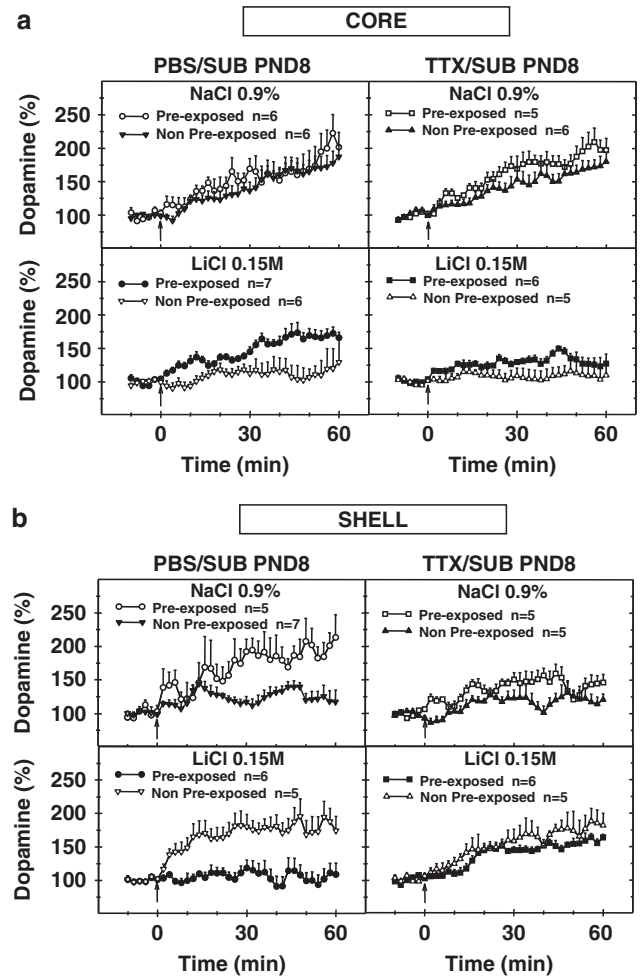 a
CORE
PBS/SUB PND8 TTX/SUB PND8
NaCl 0.9% NaCl 0.9%
Pre-exposed n=6 Pre-exposed n=5
Non Pre-exposed n=6 Non Pre-exposed n=6
Dopamine (%)
250
200
150
100
LiCl 0.15M LiCl 0.15M
Pre-exposed n=7 Pre-exposed n=6
Non Pre-exposed n=6 Non Pre-exposed n=5
Dopamine (%)
250
200
150
100
0 30 60 0 30 60
Time (min) Time (min)
b
SHELL
PBS/SUB PND8 TTX/SUB PND8
NaCl 0.9% NaCl 0.9%
Pre-exposed n=5 Pre-exposed n=5
Non Pre-exposed n=7 Non Pre-exposed n=5
Dopamine (%)
250
200
150
100
LiCl 0.15M LiCl 0.15M
Pre-exposed n=6 Pre-exposed n=6
Non Pre-exposed n=5 Non Pre-exposed n=5
Dopamine (%)
250
200
150
100
0 30 60 0 30 60
Time (min) Time (min)